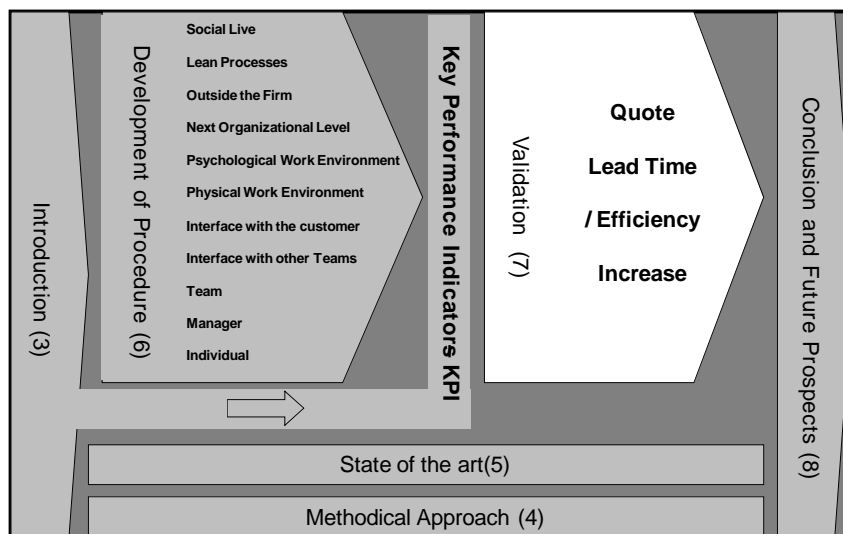 Introduction (3)
Development of Procedure (6)
Social Live
Lean Processes
Outside the Firm
Next Organizational Level
Psychological Work Environment
Physical Work Environment
Interface with the customer
Interface with other Teams
Team
Manager
Individual
Key Performance Indicators KPI
Validation (7)
Quote
Lead Time
/ Efficiency
Increase
Conclusion and Future Prospects (8)
State of the art(5)
Methodical Approach (4)